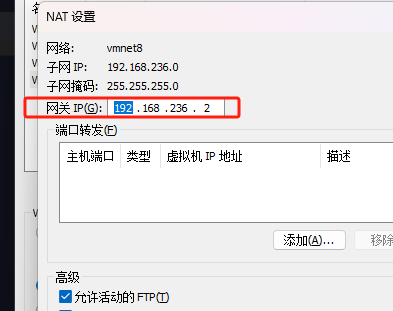 NAT 设置
网络: vmnet8
子网 IP: 192.168.236.0
子网掩码: 255.255.255.0
网关 IP(G): 192 . 168 . 236 . 2
端口转发(F)
主机端口 类型 虚拟机 IP 地址 描述
添加(A)... 移除
高级
允许活动的 FTP(T)